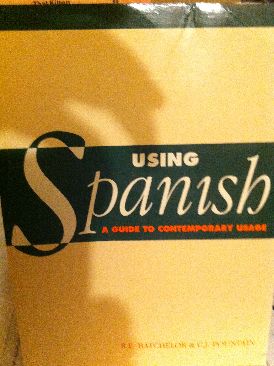 USING
Spanish
A GUIDE TO CONTEMPORARY USAGE
R.E. BATCHELOR & C.J. POUNTAIN